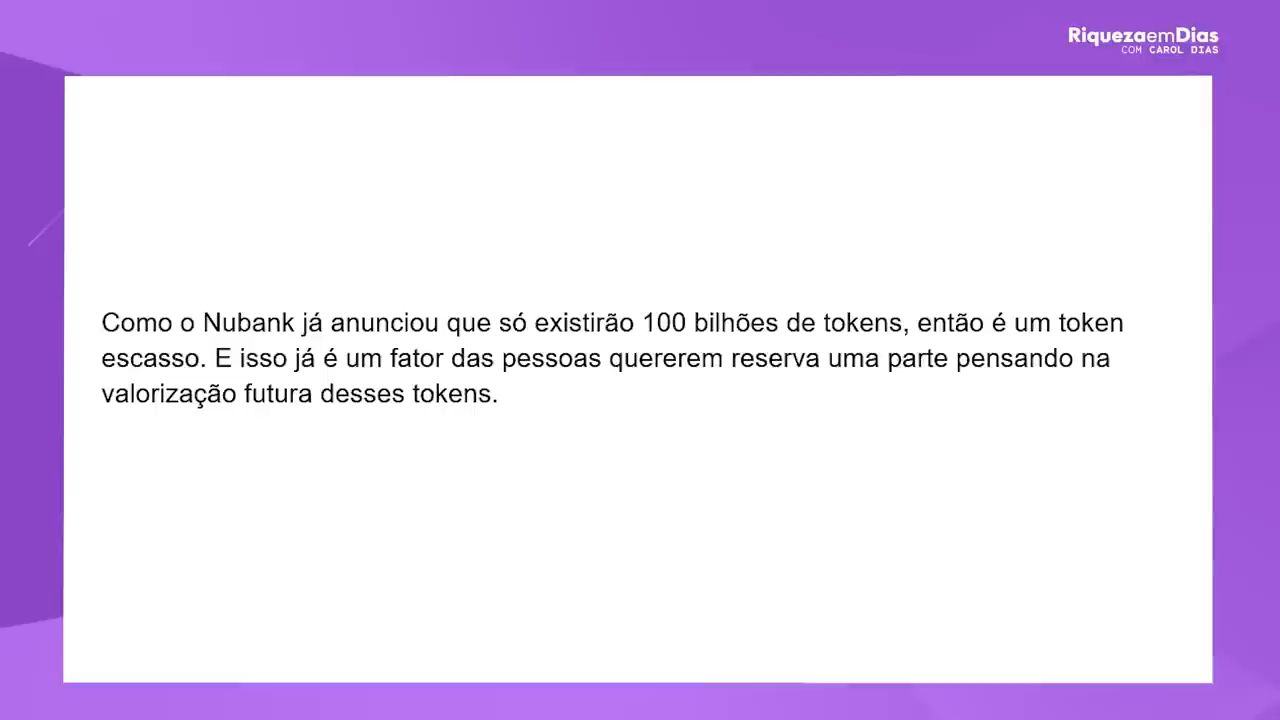 RiquezaemDias
COM CAROL DIAS
Como o Nubank já anunciou que só existirão 100 bilhões de tokens, então é um token
escasso. E isso já é um fator das pessoas quererem reserva uma parte pensando na
valorização futura desses tokens.